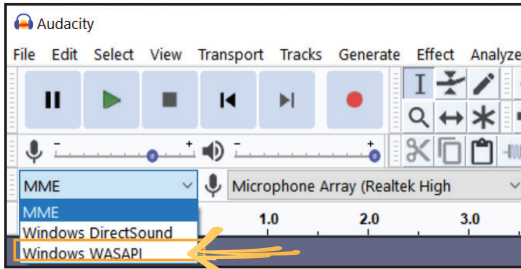 Audacity
File Edit Select View Transport Tracks Generate Effect Analyze
MME Microphone Array (Realtek High
MME
1.0 2.0 3.0
Windows DirectSound
Windows WASAPI